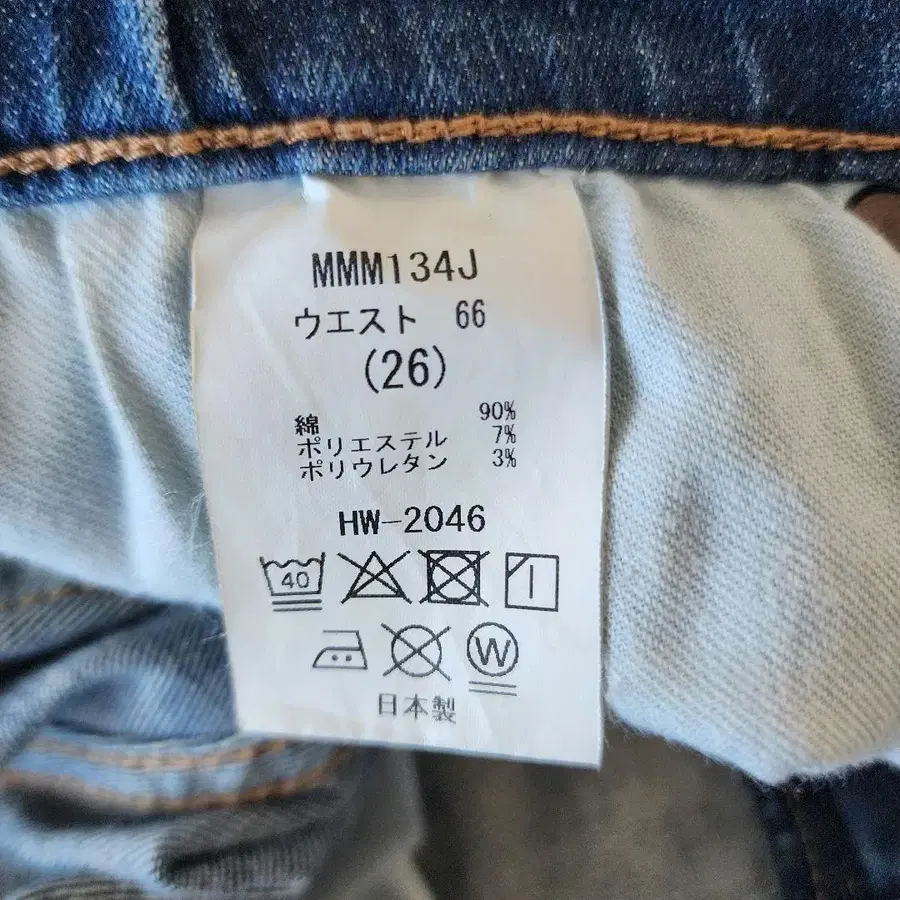 MMM134J
ウエスト 66
(26)
綿 90%
ポリエステル 7%
ポリウレタン 3%
HW-2046
40
W
日本製